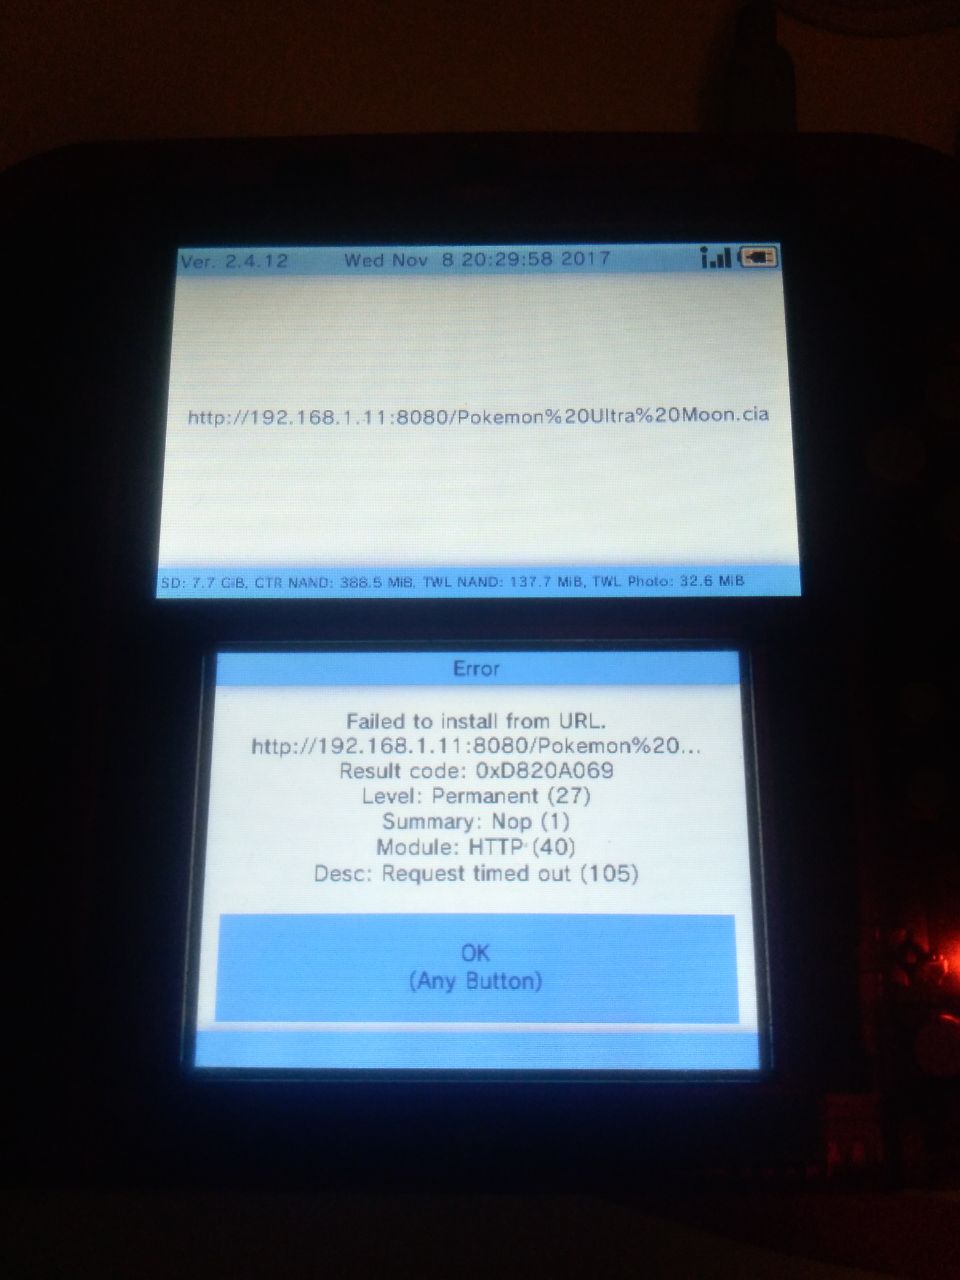 Ver. 2.4.12 Wed Nov 8 20:29:58 2017
http://192.168.1.11:8080/Pokemon%20Ultra%20Moon.cia
SD: 7.7 GiB, CTR NAND: 388.5 MiB, TWL NAND: 137.7 MiB, TWL Photo: 32.6 MiB
Error
Failed to install from URL.
http://192.168.1.11:8080/Pokemon%20...
Result code: 0xD820A069
Level: Permanent (27)
Summary: Nop (1)
Module: HTTP (40)
Desc: Request timed out (105)
OK
(Any Button)